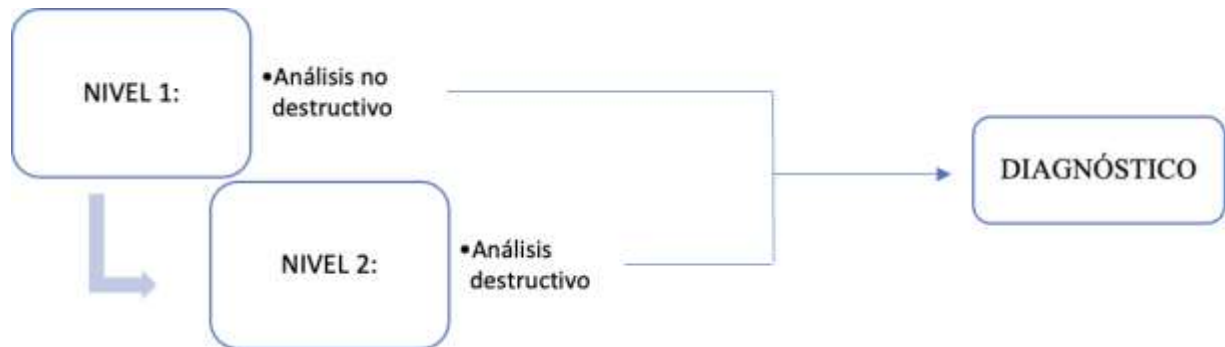 NIVEL 1:
•Análisis no
destructivo
DIAGNÓSTICO
NIVEL 2:
•Análisis
destructivo